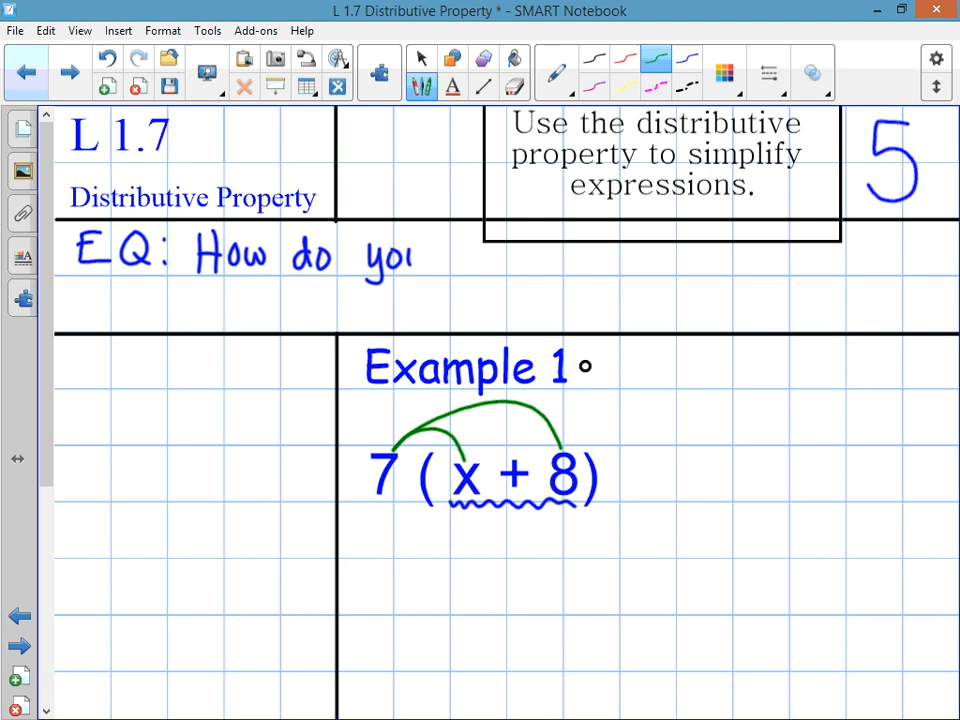 L 1.7 Distributive Property * - SMART Notebook
File Edit View Insert Format Tools Add-ons Help
L 1.7
Distributive Property
Use the distributive
property to simplify
expressions.
5
EQ: How do you
Example 1
7 ( x + 8)